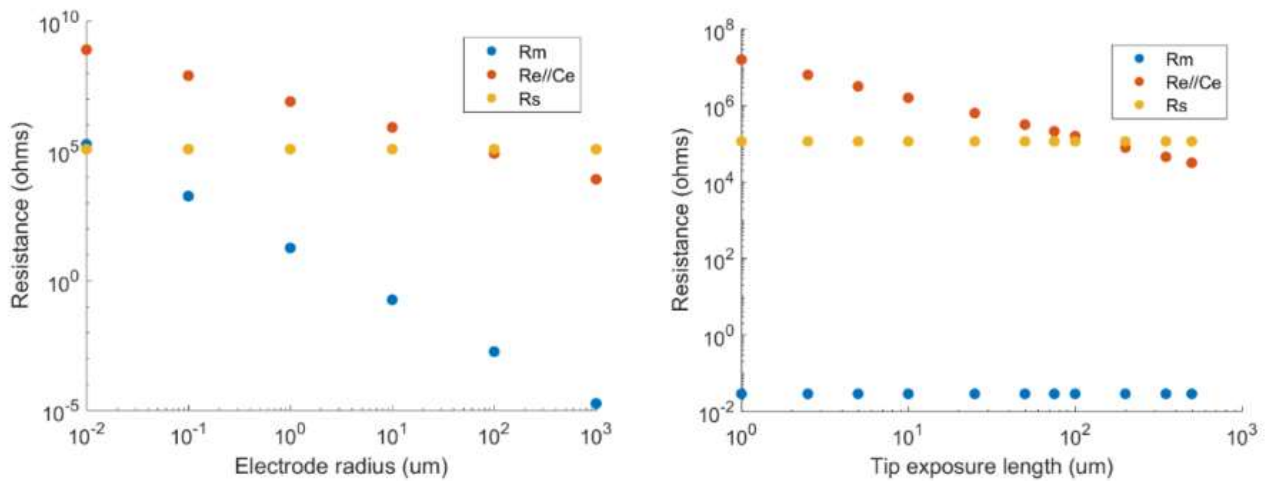 10^10
10^5
10^0
10^-5
Resistance (ohms)
Rm
Re//Ce
Rs
10^-2
10^-1
10^0
10^1
10^2
10^3
Electrode radius (um)
10^8
10^6
10^4
10^2
10^0
10^-2
Resistance (ohms)
Rm
Re//Ce
Rs
10^0
10^1
10^2
10^3
Tip exposure length (um)